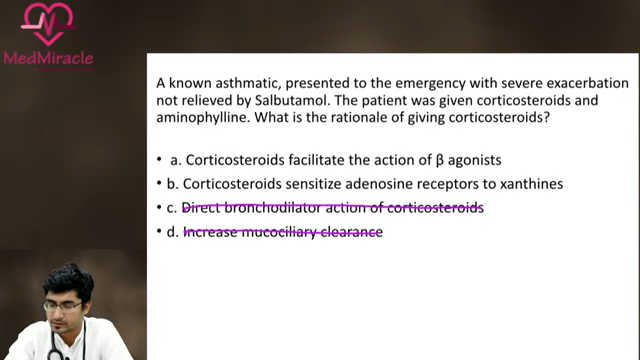 MedMiracle
A known asthmatic, presented to the emergency with severe exacerbation
not relieved by Salbutamol. The patient was given corticosteroids and
aminophylline. What is the rationale of giving corticosteroids?
• a. Corticosteroids facilitate the action of β agonists
• b. Corticosteroids sensitize adenosine receptors to xanthines
• c. Direct bronchodilator action of corticosteroids
• d. Increase mucociliary clearance